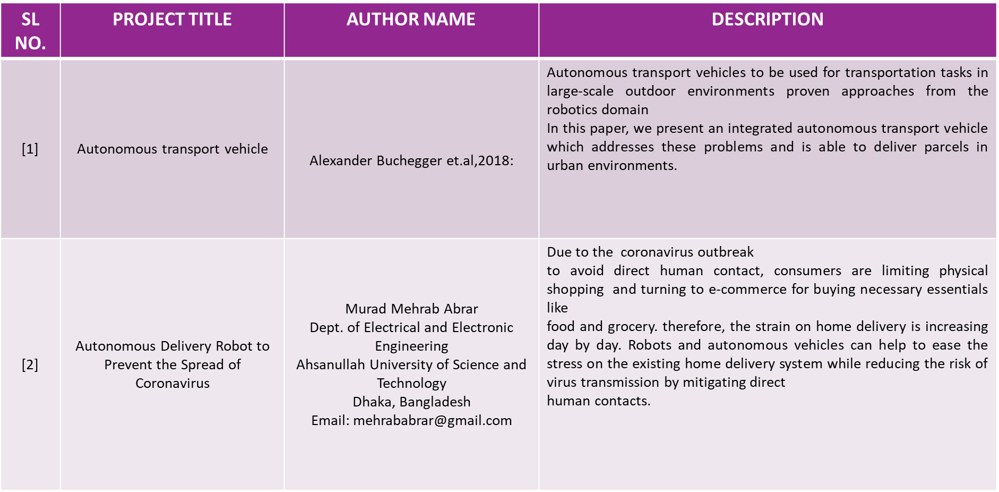 SL
NO.
PROJECT TITLE
AUTHOR NAME
DESCRIPTION
[1]
Autonomous transport vehicle
Alexander Buchegger et.al,2018:
Autonomous transport vehicles to be used for transportation tasks in
large-scale outdoor environments proven approaches from the
robotics domain
In this paper, we present an integrated autonomous transport vehicle
which addresses these problems and is able to deliver parcels in
urban environments.
[2]
Autonomous Delivery Robot to
Prevent the Spread of
Coronavirus
Murad Mehrab Abrar
Dept. of Electrical and Electronic
Engineering
Ahsanullah University of Science and
Technology
Dhaka, Bangladesh
Email: mehrababrar@gmail.com
Due to the  coronavirus outbreak
to avoid direct human contact, consumers are limiting physical
shopping  and turning to e-commerce for buying necessary essentials
like
food and grocery. therefore, the strain on home delivery is increasing
day by day. Robots and autonomous vehicles can help to ease the
stress on the existing home delivery system while reducing the risk of
virus transmission by mitigating direct
human contacts.